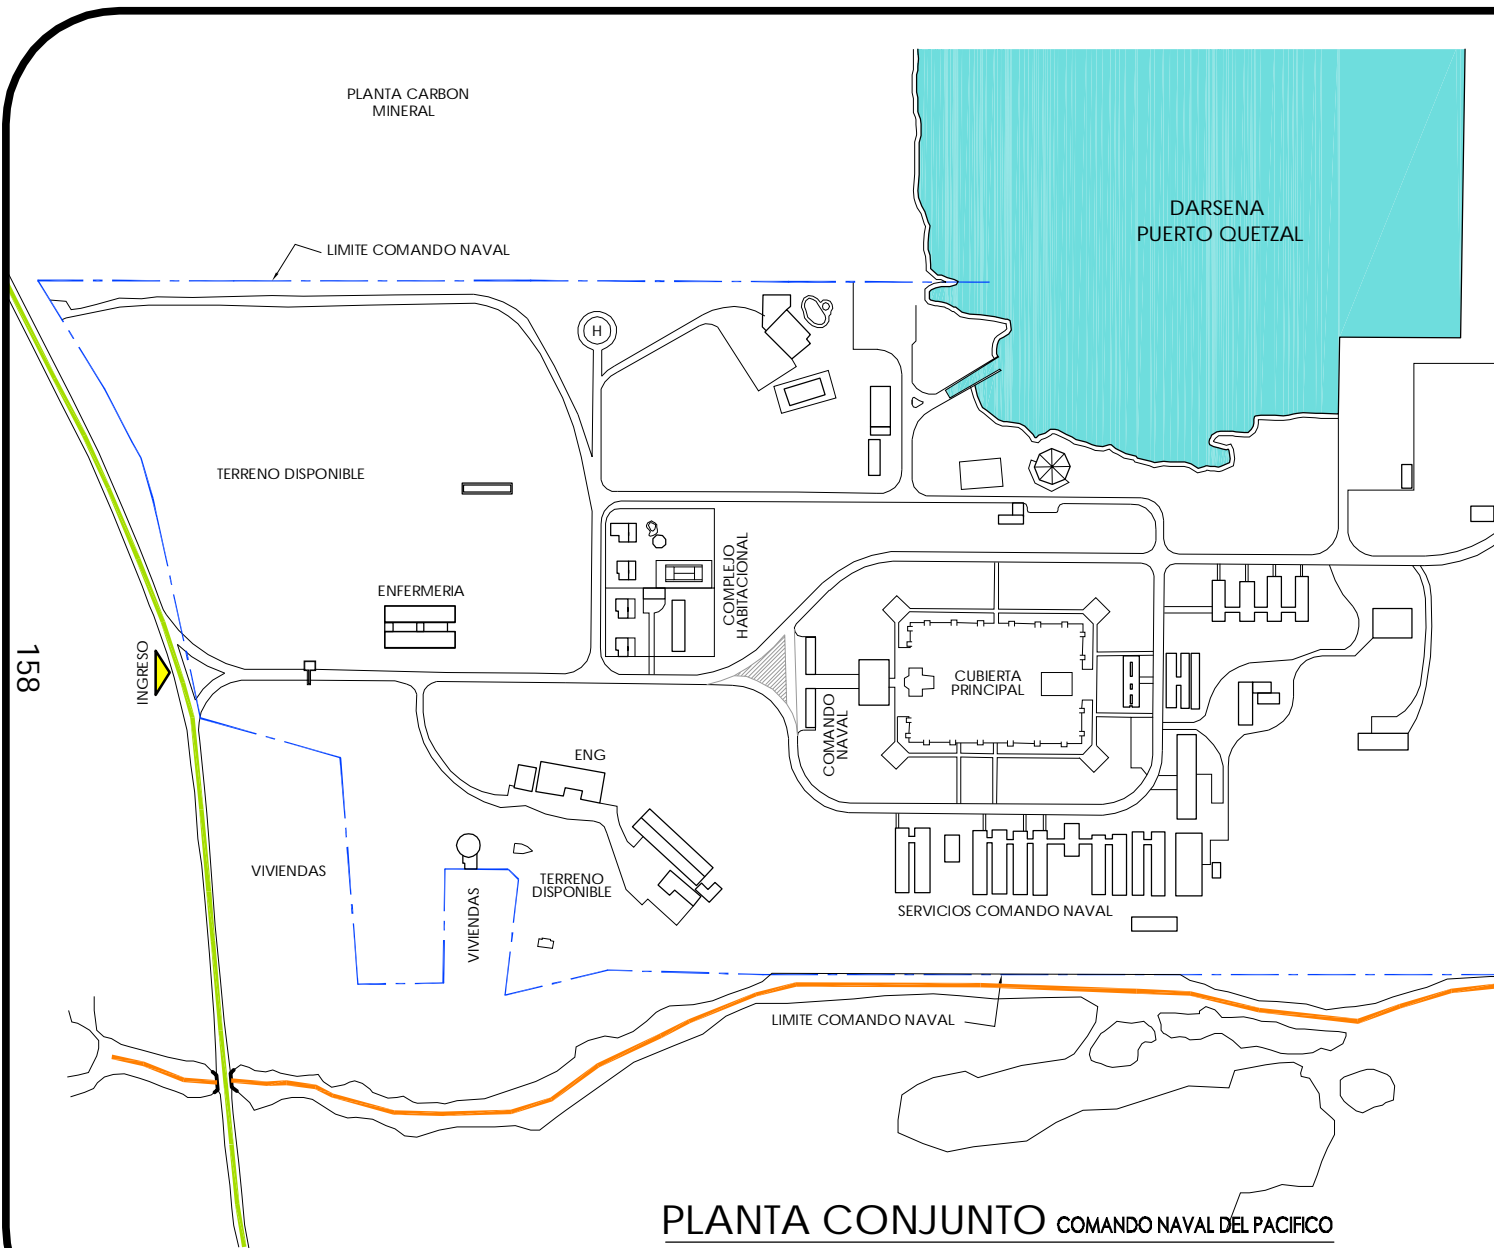 PLANTA CARBON
MINERAL
DARSENA
PUERTO QUETZAL
LIMITE COMANDO NAVAL
H
TERRENO DISPONIBLE
ENFERMERIA
COMPLEJO
HABITACIONAL
INGRESO
158
CUBIERTA
PRINCIPAL
COMANDO
NAVAL
ENG
VIVIENDAS
TERRENO
DISPONIBLE
VIVIENDAS
SERVICIOS COMANDO NAVAL
LIMITE COMANDO NAVAL
PLANTA CONJUNTO COMANDO NAVAL DEL PACIFICO